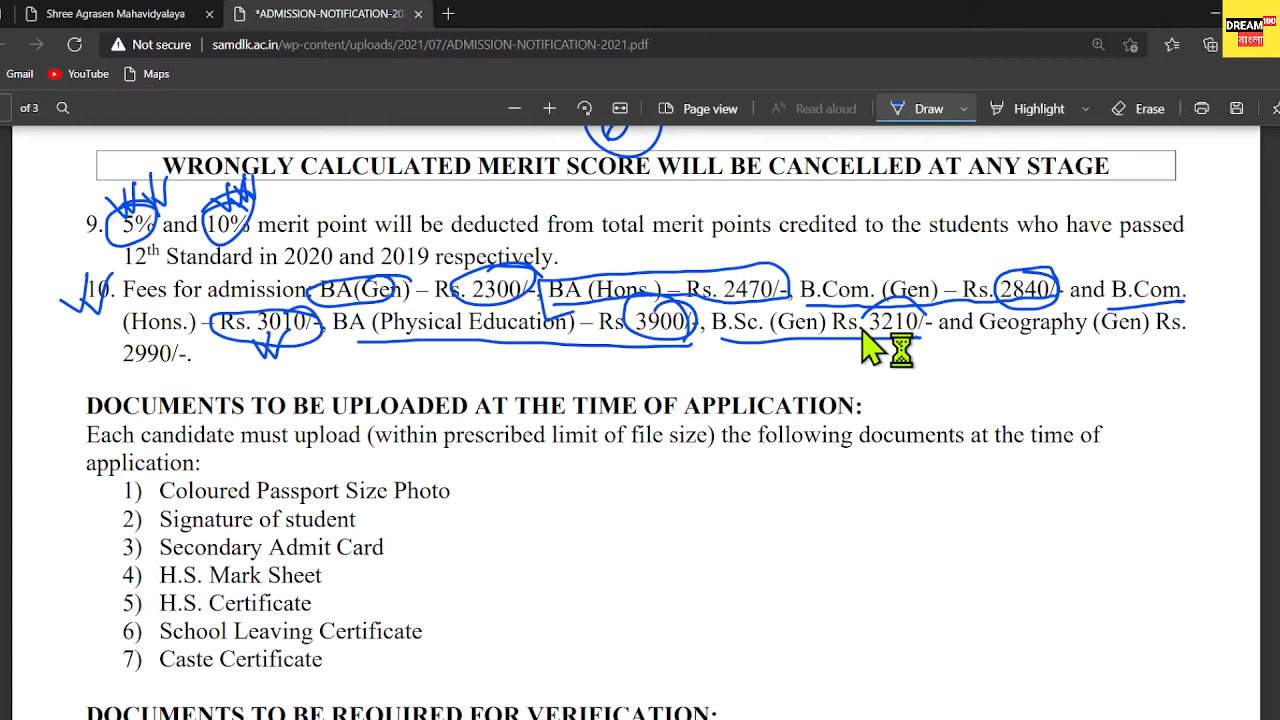 Shree Agrasen Mahavidyalaya
*ADMISSION-NOTIFICATION-202
DREAM100
বাংলা
Not secure samdlk.ac.in/wp-content/uploads/2021/07/ADMISSION-NOTIFICATION-2021.pdf
Gmail YouTube Maps
of 3 Page view Read aloud Draw Highlight Erase
WRONGLY CALCULATED MERIT SCORE WILL BE CANCELLED AT ANY STAGE
9. 5% and 10% merit point will be deducted from total merit points credited to the students who have passed
12th Standard in 2020 and 2019 respectively.
10. Fees for admission: BA(Gen) – Rs. 2300/-, BA (Hons.) – Rs. 2470/-, B.Com. (Gen) – Rs. 2840/- and B.Com.
(Hons.) – Rs. 3010/-, BA (Physical Education) – Rs. 3900/-, B.Sc. (Gen) Rs. 3210/- and Geography (Gen) Rs.
2990/-.
DOCUMENTS TO BE UPLOADED AT THE TIME OF APPLICATION:
Each candidate must upload (within prescribed limit of file size) the following documents at the time of
application:
1) Coloured Passport Size Photo
2) Signature of student
3) Secondary Admit Card
4) H.S. Mark Sheet
5) H.S. Certificate
6) School Leaving Certificate
7) Caste Certificate
DOCUMENTS TO BE REQUIRED FOR VERIFICATION: